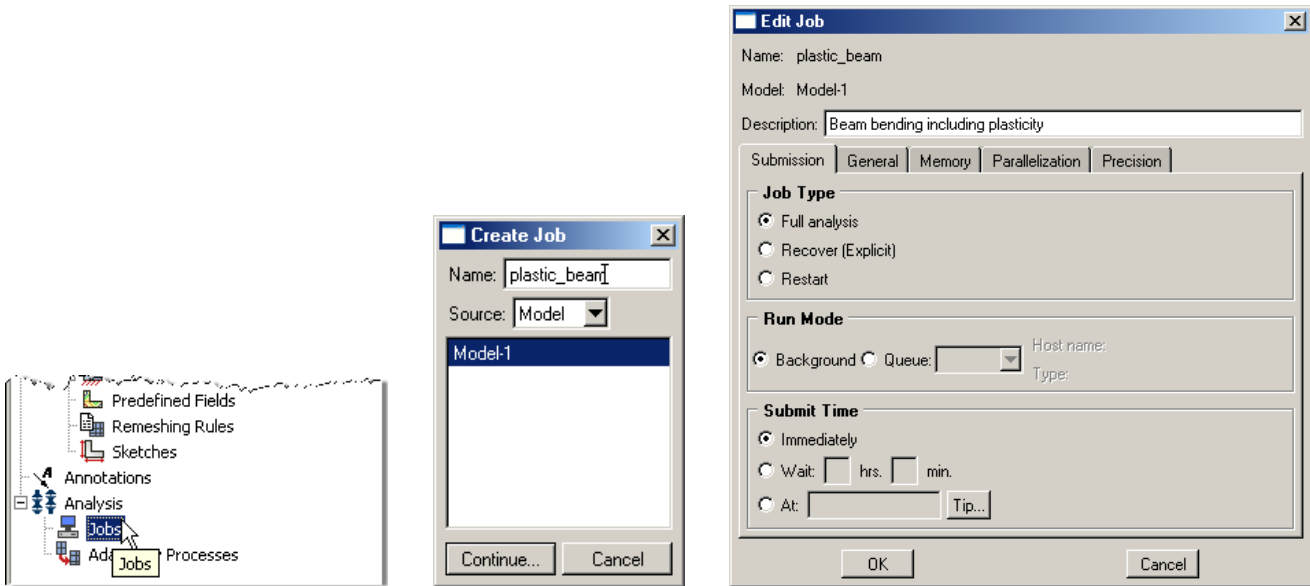 Predefined Fields
Remeshing Rules
Sketches
Annotations
Analysis
Jobs
Ada Processes
Jobs
Create Job
Name: plastic_beam
Source: Model
Model-1
Continue... Cancel
Edit Job
Name: plastic_beam
Model: Model-1
Description: Beam bending including plasticity
Submission General Memory Parallelization Precision
Job Type
Full analysis
Recover (Explicit)
Restart
Run Mode
Background Queue: Host name:
Type:
Submit Time
Immediately
Wait: hrs. min.
At: Tip...
OK Cancel